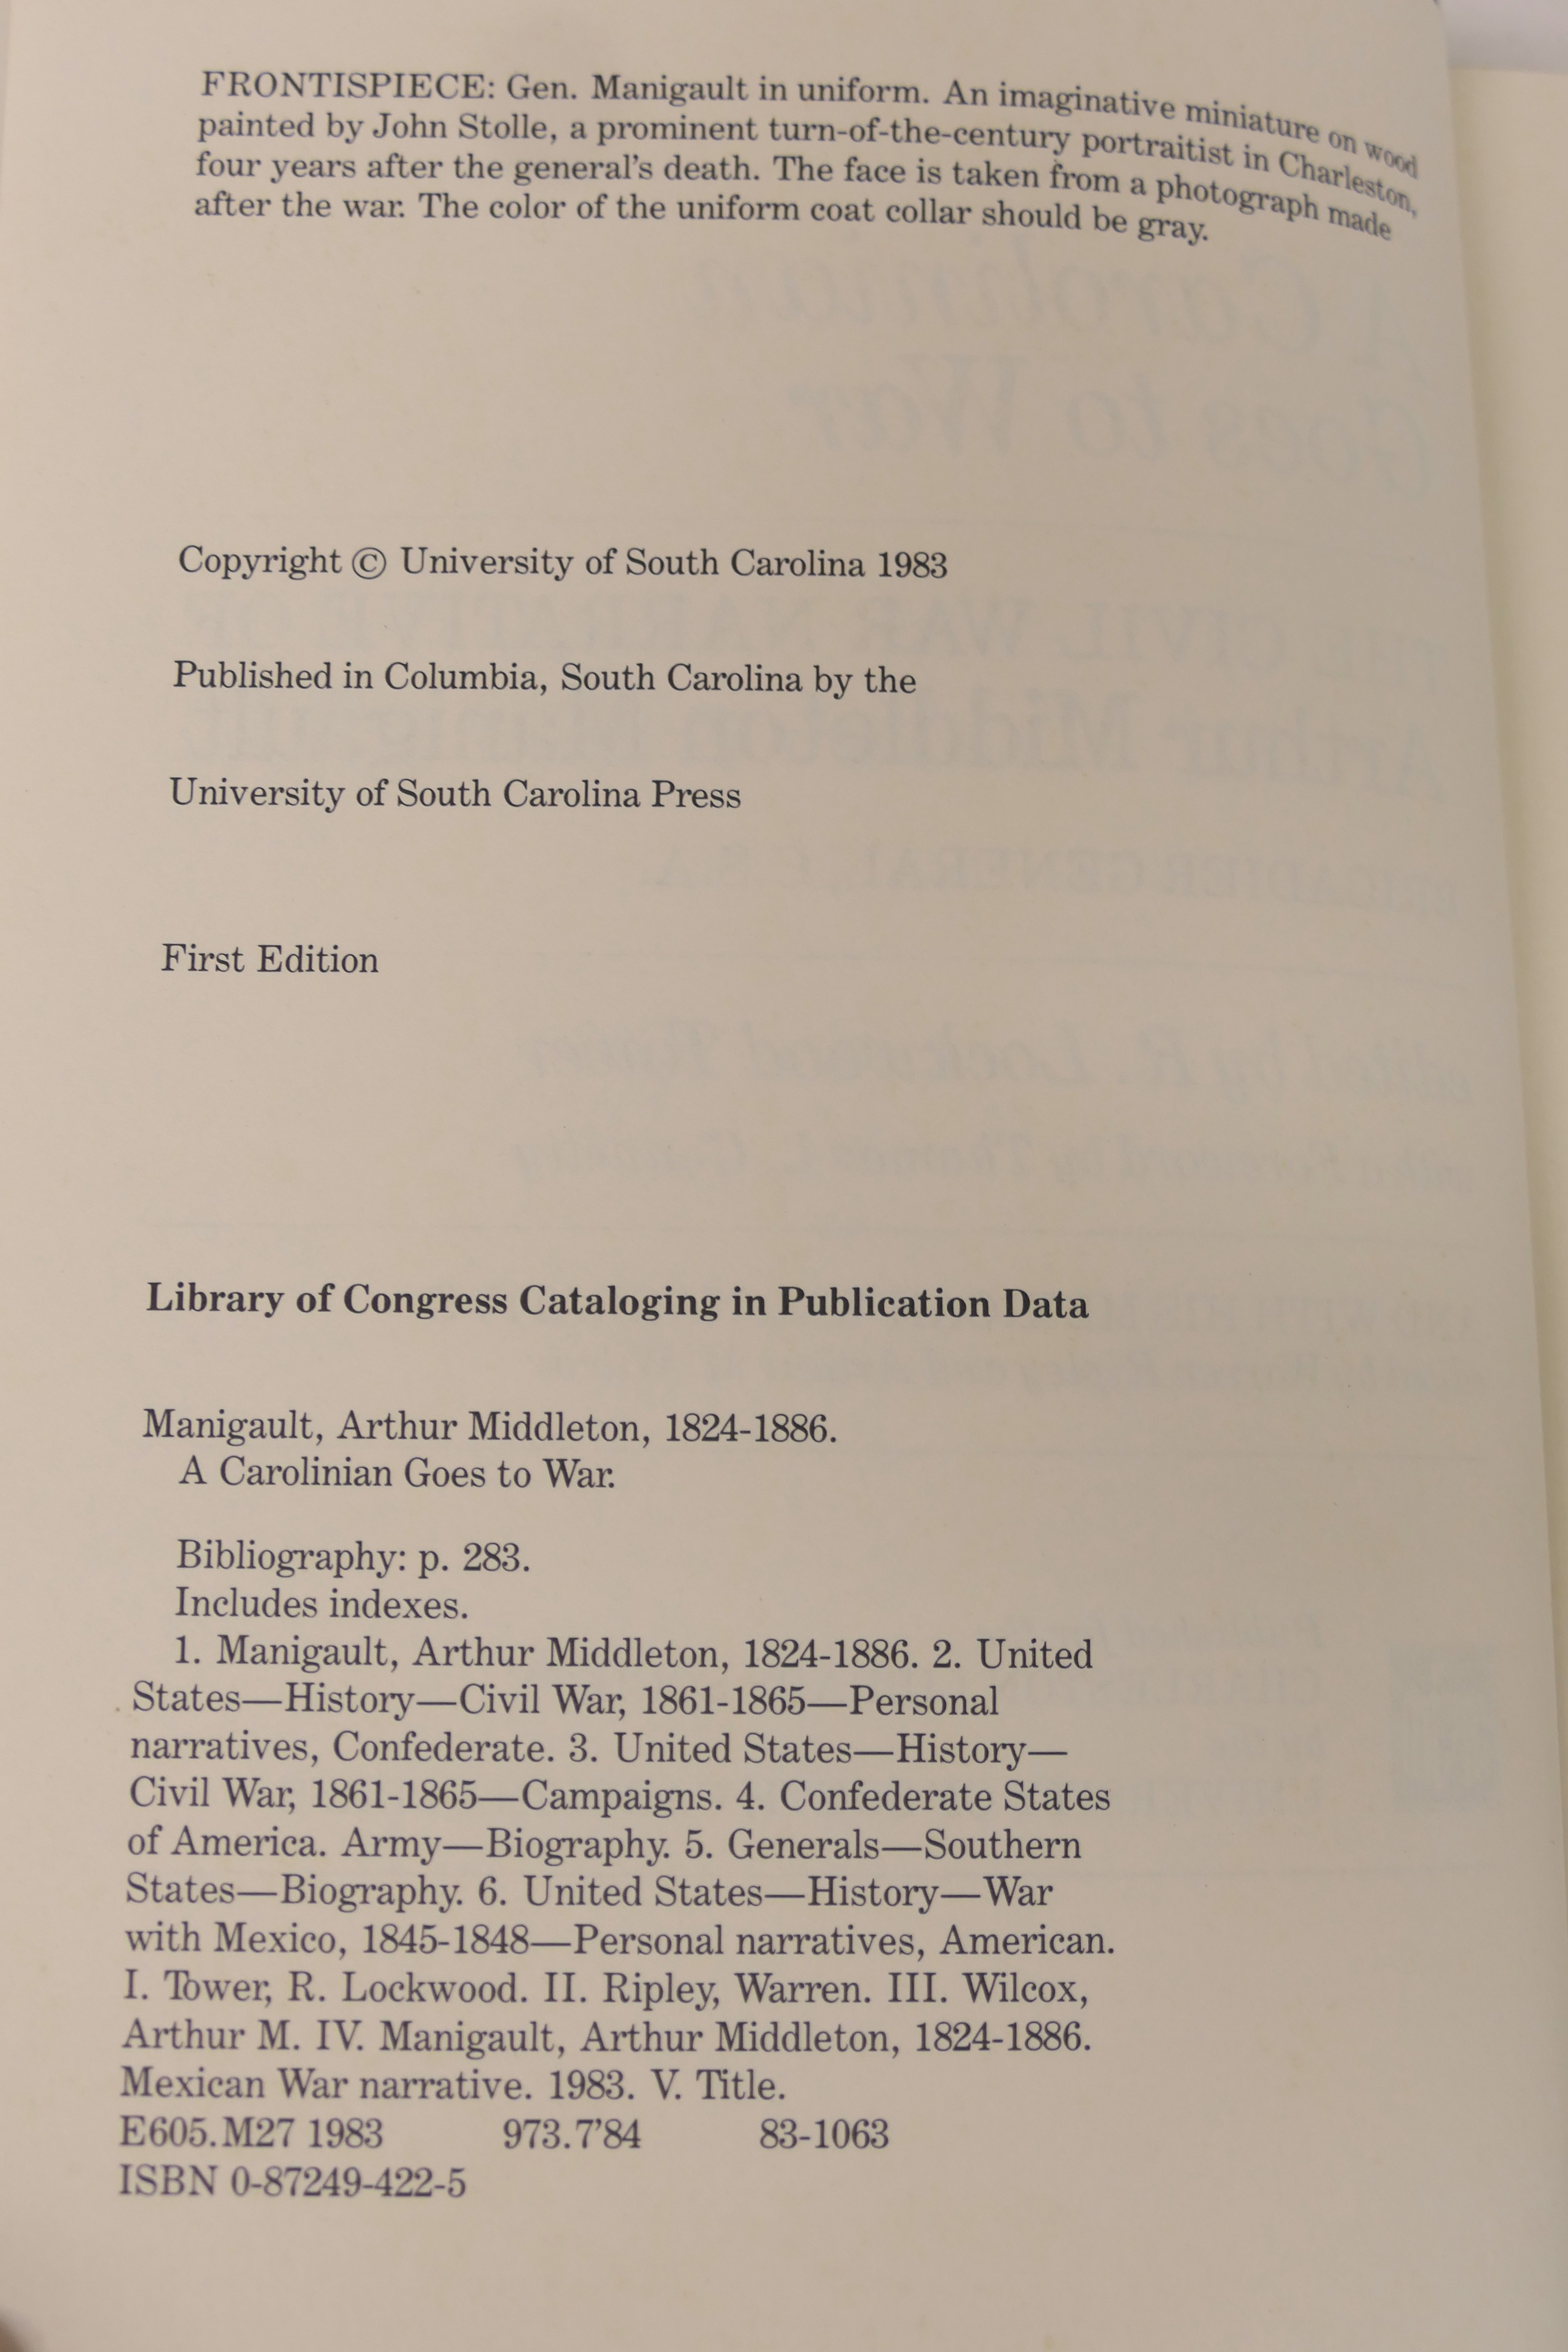 FRONTISPIECE: Gen. Manigault in uniform. An imaginative miniature on wood
painted by John Stolle, a prominent turn-of-the-century portraitist in Charleston,
four years after the general's death. The face is taken from a photograph made
after the war. The color of the uniform coat collar should be gray.
Copyright © University of South Carolina 1983
Published in Columbia, South Carolina by the
University of South Carolina Press
First Edition
Library of Congress Cataloging in Publication Data
Manigault, Arthur Middleton, 1824-1886.
A Carolinian Goes to War.
Bibliography: p. 283.
Includes indexes.
1. Manigault, Arthur Middleton, 1824-1886. 2. United
States—History—Civil War, 1861-1865—Personal
narratives, Confederate. 3. United States—History—
Civil War, 1861-1865—Campaigns. 4. Confederate States
of America. Army—Biography. 5. Generals—Southern
States—Biography. 6. United States—History—War
with Mexico, 1845-1848—Personal narratives, American.
I. Tower, R. Lockwood. II. Ripley, Warren. III. Wilcox,
Arthur M. IV. Manigault, Arthur Middleton, 1824-1886.
Mexican War narrative. 1983. V. Title.
E605.M27 1983 973.7'84 83-1063
ISBN 0-87249-422-5